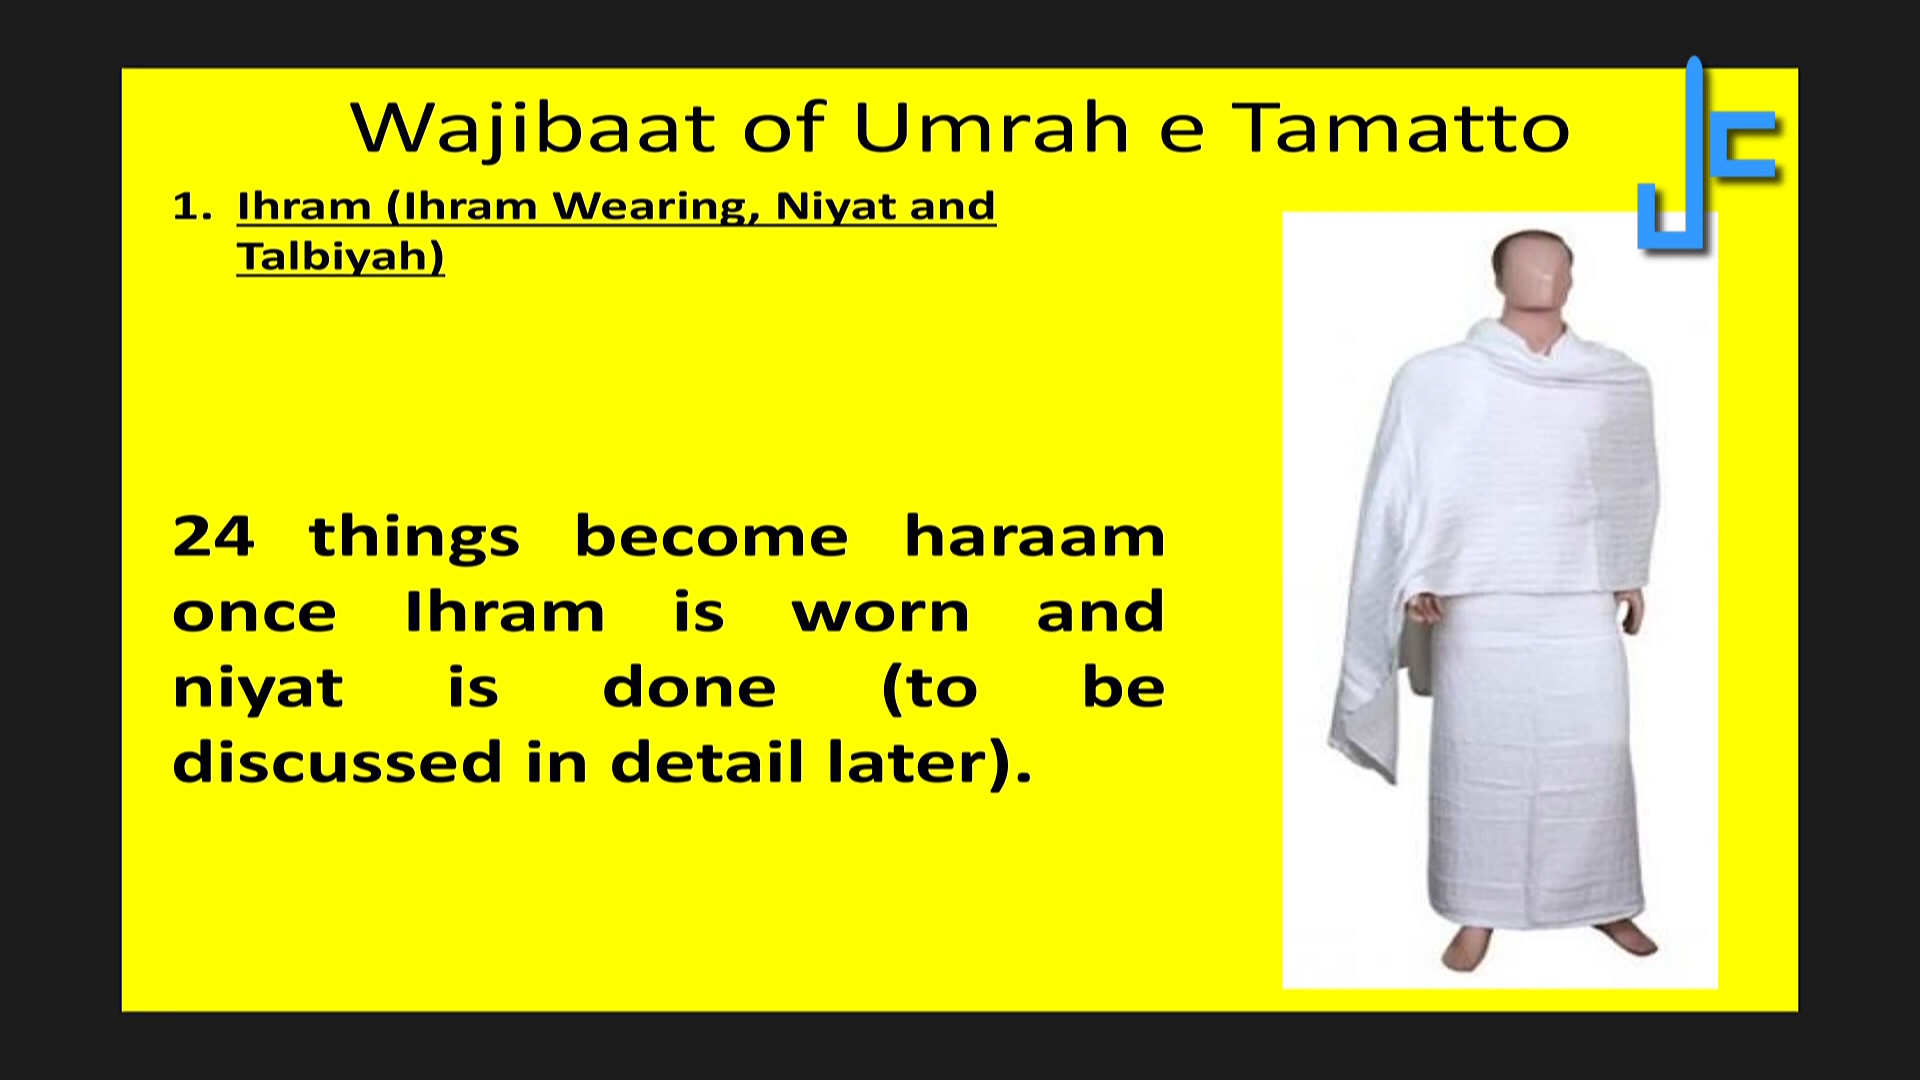 Wajibaat of Umrah e Tamatto
1. Ihram (Ihram Wearing, Niyat and
Talbiyah)
24 things become haraam
once Ihram is worn and
niyat is done (to be
discussed in detail later).